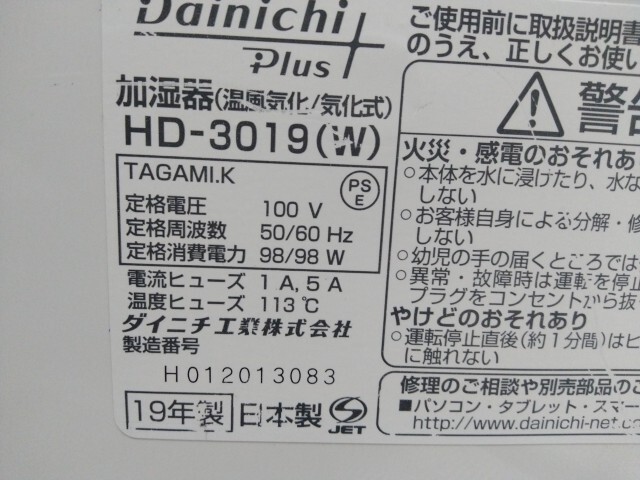 Dainichi
Plus
加湿器(温風気化/気化式)
HD-3019(W)
TAGAMI.K
PS
E
定格電圧 100 V
定格周波数 50/60 Hz
定格消費電力 98/98 W
電流ヒューズ 1 A, 5 A
温度ヒューズ 113℃
ダイニチ工業株式会社
製造番号
H012013083
19年製 日本製 JET
ご使用前に取扱説明書
のうえ、正しくお使い
警告
火災・感電のおそれあり
○本体を水に浸けたり、水な
しない
○お客様自身による分解・修
しない
○幼児の手の届くところでは
○異常・故障時は運転を停止
プラグをコンセントから抜
やけどのおそれあり
○運転停止直後(約1分間)はヒ
に触れない
修理のご相談や別売部品のご
■パソコン・タブレット・スマー
http://www.dainichi-net.c